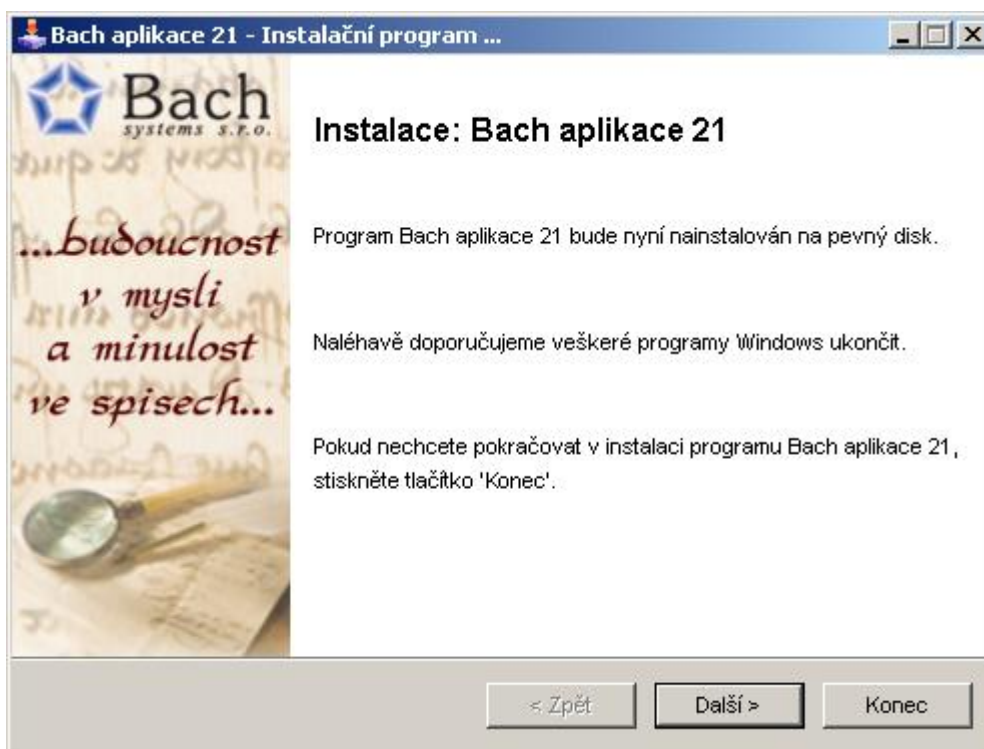 Bach aplikace 21 - Instalační program ...
Bach
systems s.r.o.
...budoucnost
v mysli
a minulost
ve spisech...
Instalace: Bach aplikace 21
Program Bach aplikace 21 bude nyní nainstalován na pevný disk.
Naléhavě doporučujeme veškeré programy Windows ukončit.
Pokud nechcete pokračovat v instalaci programu Bach aplikace 21,
stiskněte tlačítko 'Konec'.
< Zpět
Další >
Konec